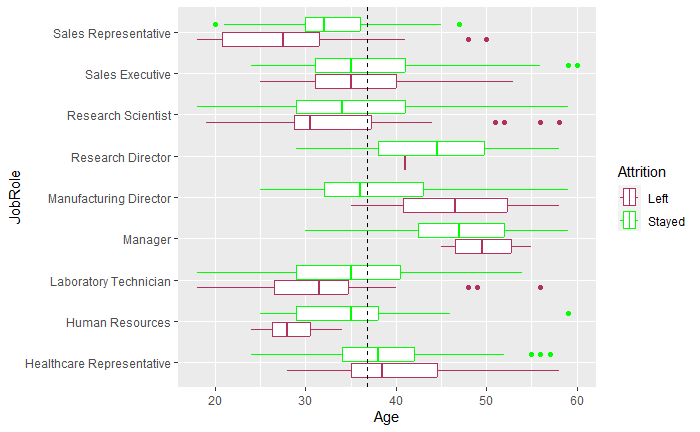 JobRole
Sales Representative
Sales Executive
Research Scientist
Research Director
Manufacturing Director
Manager
Laboratory Technician
Human Resources
Healthcare Representative
20 30 40 50 60
Age
Attrition
Left
Stayed